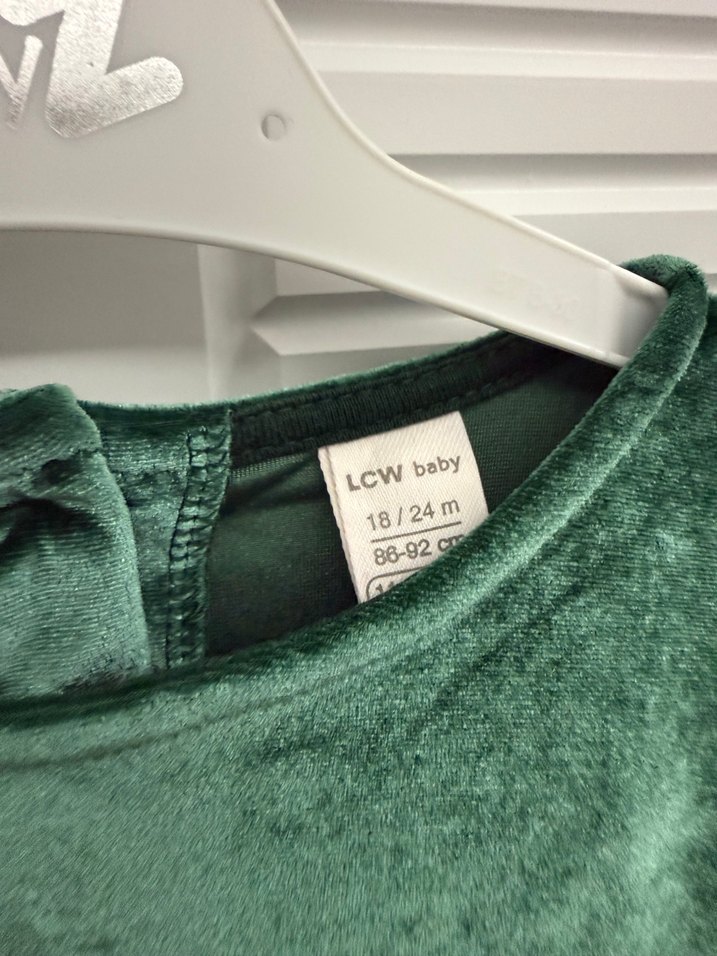 LCW baby
18 / 24 m
86-92 cm